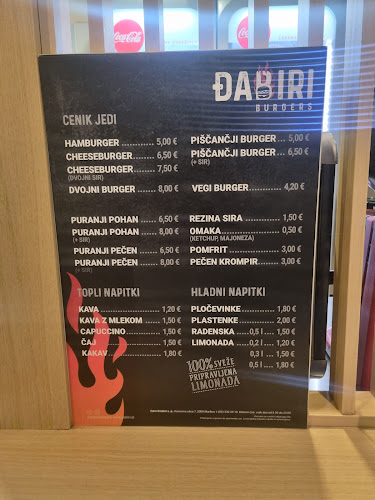 Coca-Cola
Coca-Cola
ĐABIRI
BURGERS
CENIK JEDI
HAMBURGER 5,00 €
CHEESEBURGER 6,50 €
CHEESEBURGER 7,50 €
(DVOJNI SIR)
DVOJNI BURGER 8,00 €
PIŠČANČJI BURGER 5,00 €
PIŠČANČJI BURGER 6,50 €
(+ SIR)
VEGI BURGER 4,20 €
PURANJI POHAN 6,50 €
PURANJI POHAN 8,00 €
(+ SIR)
PURANJI PEČEN 6,50 €
PURANJI PEČEN 8,00 €
(+ SIR)
REZINA SIRA 1,50 €
OMAKA 0,50 €
(KETCHUP, MAJONEZA)
POMFRIT 3,00 €
PEČEN KROMPIR 3,00 €
TOPLI NAPITKI
KAVA 1,20 €
KAVA Z MLEKOM 1,50 €
CAPUCCINO 1,50 €
ČAJ 1,50 €
KAKAV 1,80 €
HLADNI NAPITKI
PLOČEVINKE 1,80 €
PLASTENKE 2,00 €
RADENSKA 0,5 l 1,50 €
LIMONADA 0,2 l 1,20 €
0,3 l 1,50 €
0,5 l 1,80 €
100% SVEŽE
PRIPRAVLJENA
LIMONADA